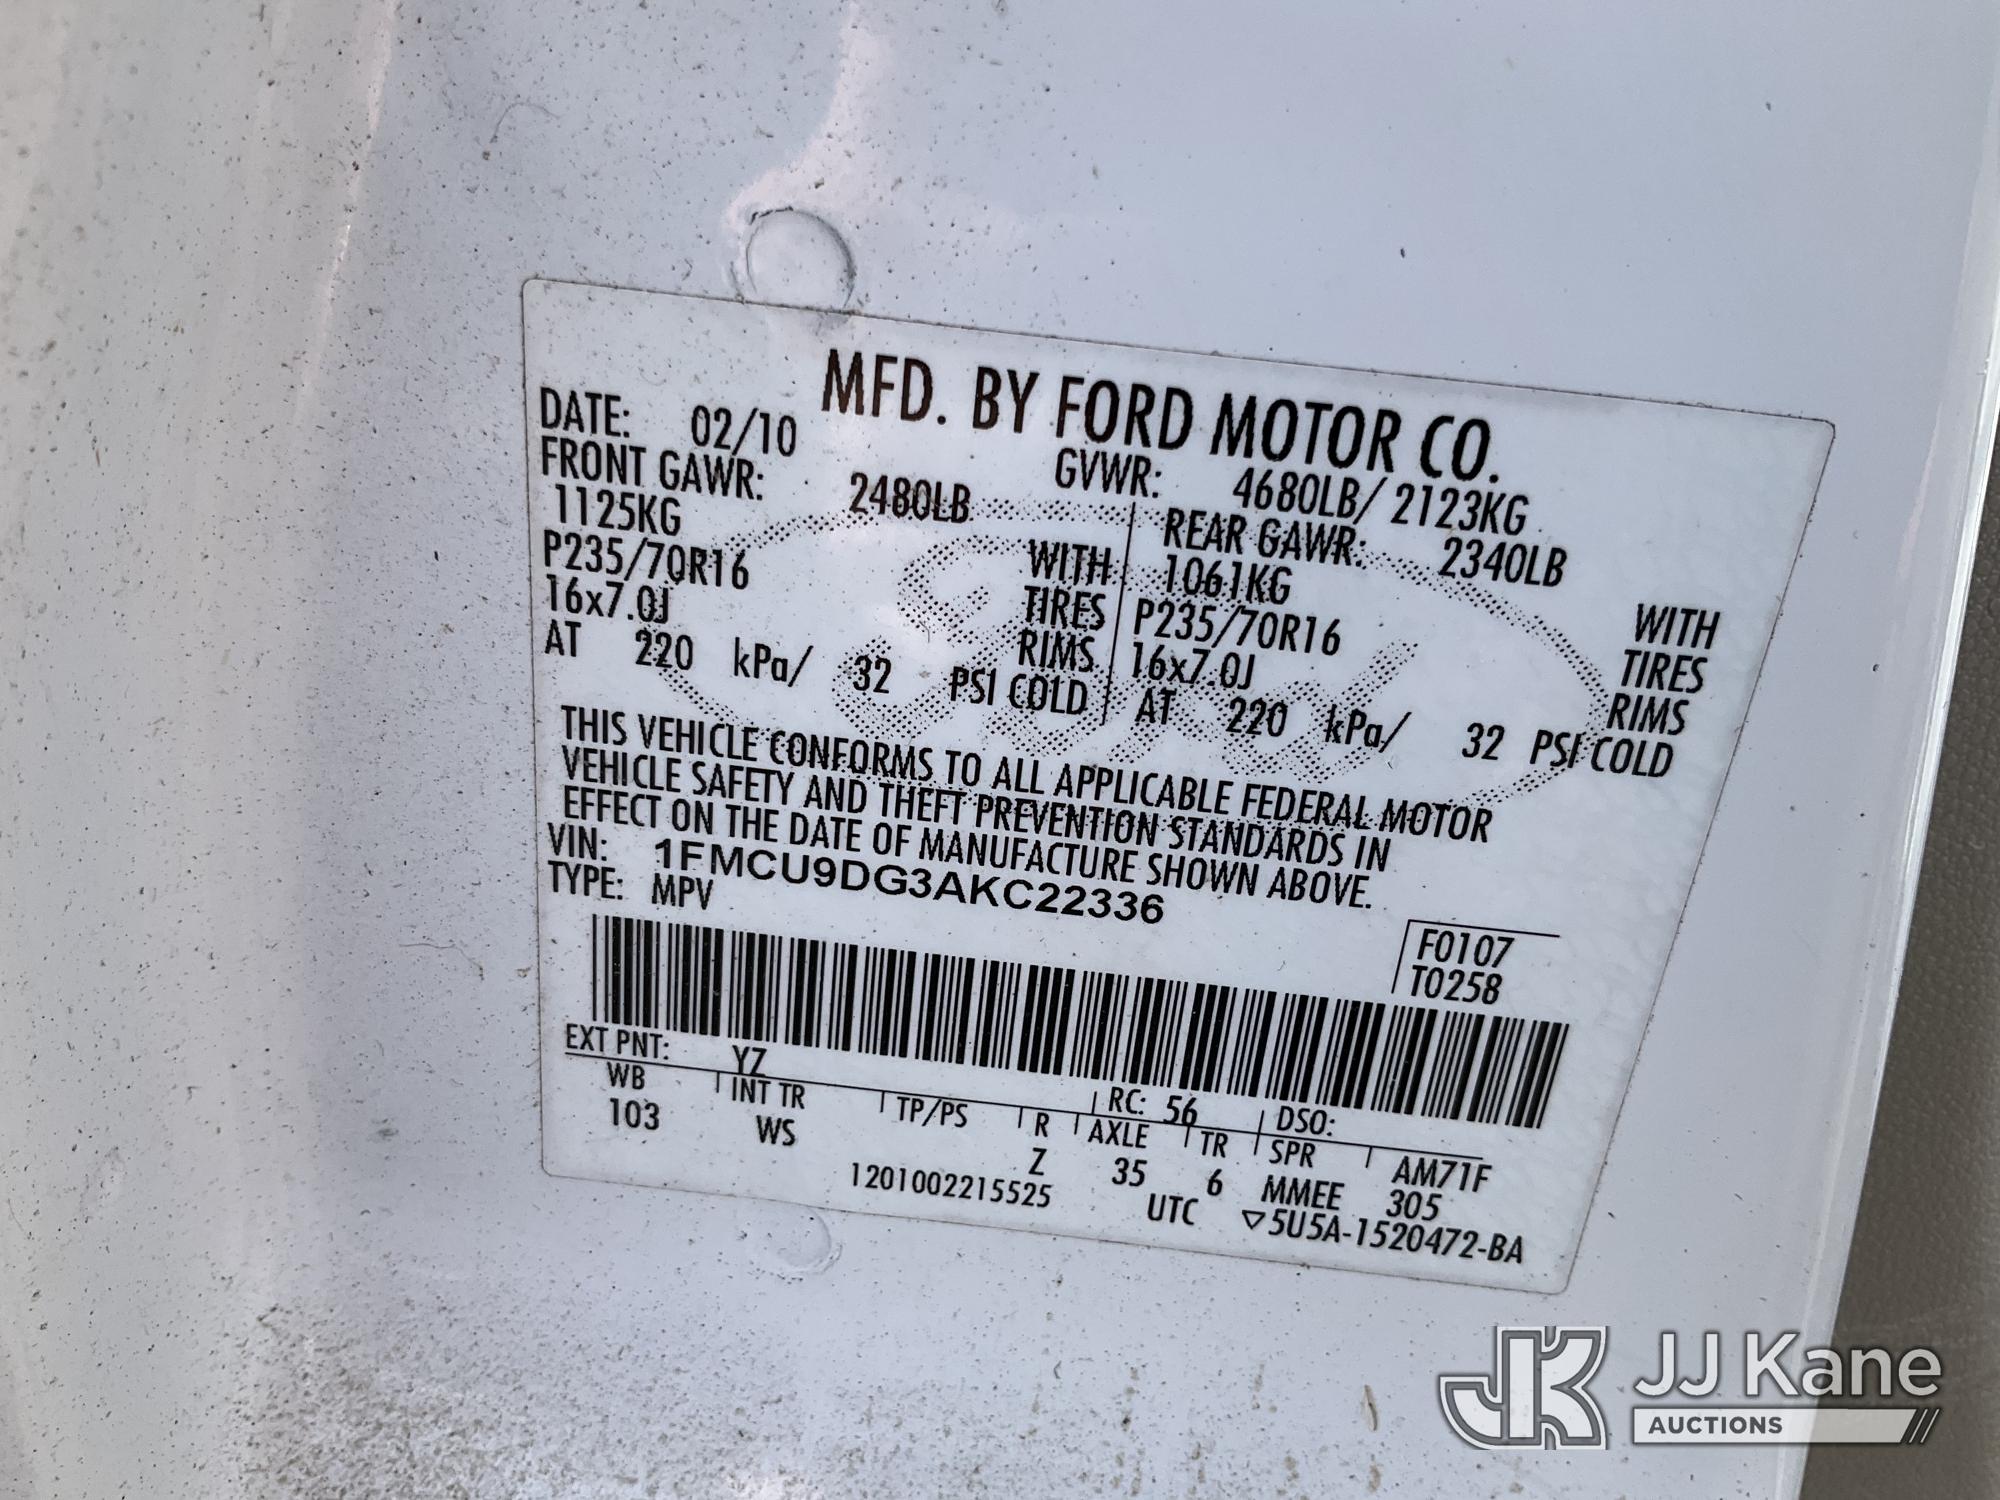 MFD. BY FORD MOTOR CO.
DATE: 02/10 GVWR: 4680LB/ 2123KG
FRONT GAWR: 2480LB REAR GAWR: 2340LB
1125KG WITH 1061KG WITH
P235/70R16 TIRES P235/70R16 TIRES
16x7.0J RIMS 16x7.0J RIMS
AT 220 kPa/ 32 PSI COLD AT 220 kPa/ 32 PSI COLD
THIS VEHICLE CONFORMS TO ALL APPLICABLE FEDERAL MOTOR
VEHICLE SAFETY AND THEFT PREVENTION STANDARDS IN
EFFECT ON THE DATE OF MANUFACTURE SHOWN ABOVE.
VIN: 1FMCU9DG3AKC22336
TYPE: MPV
F0107
T0258
EXT PNT: YZ RC: 56 DSO:
WB INT TR TP/PS R AXLE TR SPR AM71F
103 WS Z 35 6 MMEE 305
1201002215525 UTC ▽5U5A-1520472-BA
Ford
JK JJ Kane
AUCTIONS